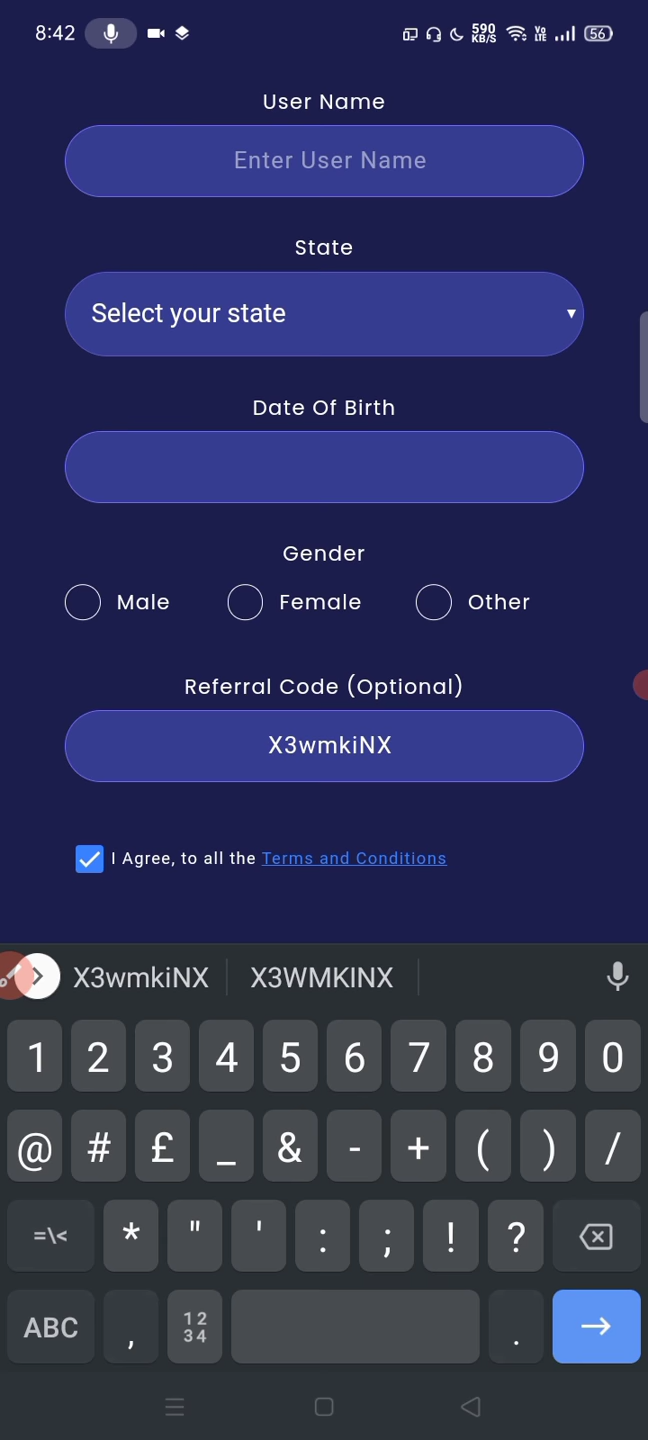 8:42 590 KB/S Vo LTE 56
User Name
Enter User Name
State
Select your state
Date Of Birth
Gender
Male Female Other
Referral Code (Optional)
X3wmkiNX
I Agree, to all the Terms and Conditions
X3wmkiNX X3WMKINX
1 2 3 4 5 6 7 8 9 0
@ # £ _ & - + ( ) /
=\< * " ' : ; ! ?
ABC , 12 34 .